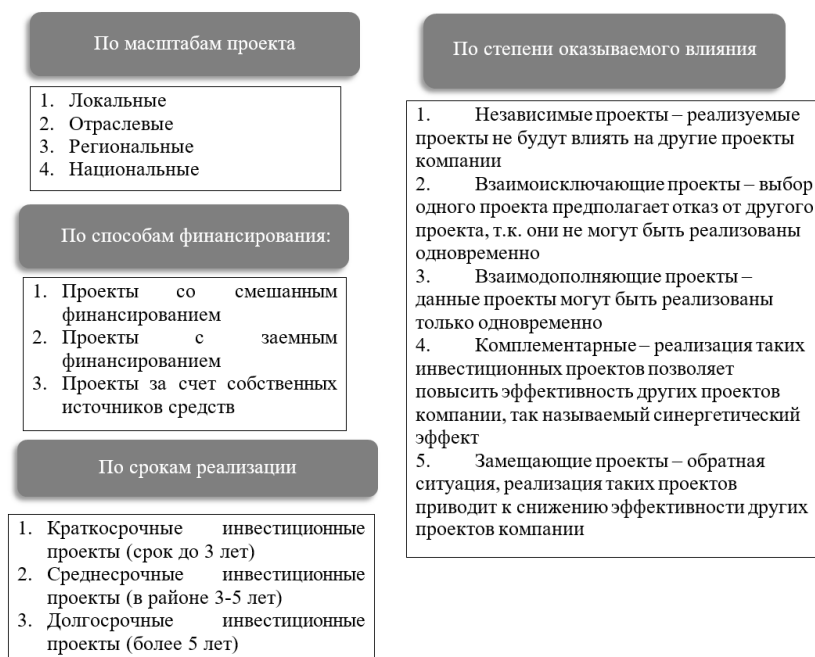 По масштабам проекта
1. Локальные
2. Отраслевые
3. Региональные
4. Национальные
По способам финансирования:
1. Проекты со смешанным
финансированием
2. Проекты с заемным
финансированием
3. Проекты за счет собственных
источников средств
По срокам реализации
1. Краткосрочные инвестиционные
проекты (срок до 3 лет)
2. Среднесрочные инвестиционные
проекты (в районе 3-5 лет)
3. Долгосрочные инвестиционные
проекты (более 5 лет)
По степени оказываемого влияния
1. Независимые проекты – реализуемые
проекты не будут влиять на другие проекты
компании
2. Взаимоисключающие проекты – выбор
одного проекта предполагает отказ от другого
проекта, т.к. они не могут быть реализованы
одновременно
3. Взаимодополняющие проекты –
данные проекты могут быть реализованы
только одновременно
4. Комплементарные – реализация таких
инвестиционных проектов позволяет
повысить эффективность других проектов
компании, так называемый синергетический
эффект
5. Замещающие проекты – обратная
ситуация, реализация таких проектов
приводит к снижению эффективности других
проектов компании